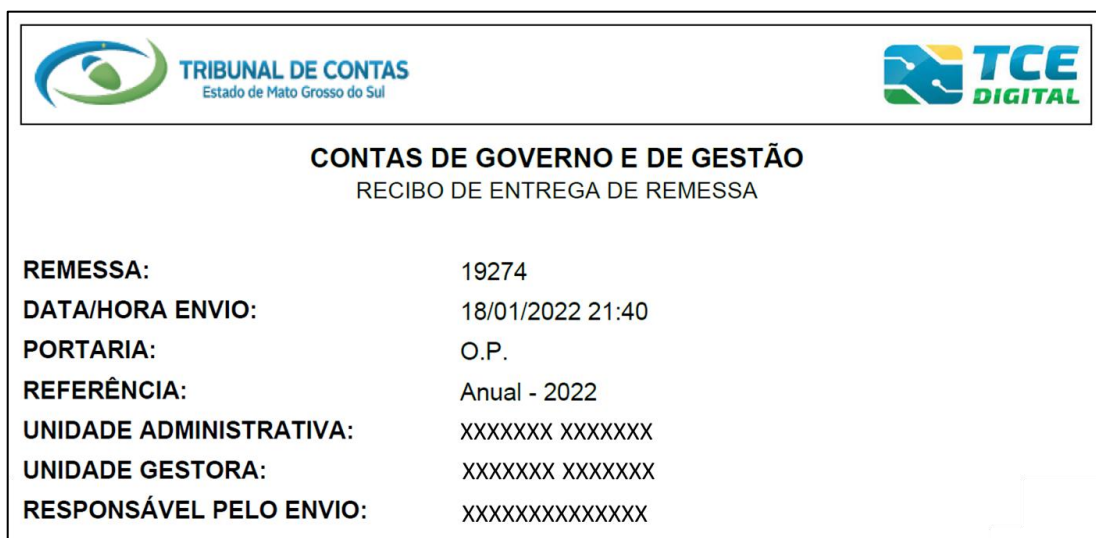 TRIBUNAL DE CONTAS
Estado de Mato Grosso do Sul
TCE
DIGITAL
CONTAS DE GOVERNO E DE GESTÃO
RECIBO DE ENTREGA DE REMESSA
REMESSA: 19274
DATA/HORA ENVIO: 18/01/2022 21:40
PORTARIA: O.P.
REFERÊNCIA: Anual - 2022
UNIDADE ADMINISTRATIVA: XXXXXXX XXXXXXX
UNIDADE GESTORA: XXXXXXX XXXXXXX
RESPONSÁVEL PELO ENVIO: XXXXXXXXXXXXXX